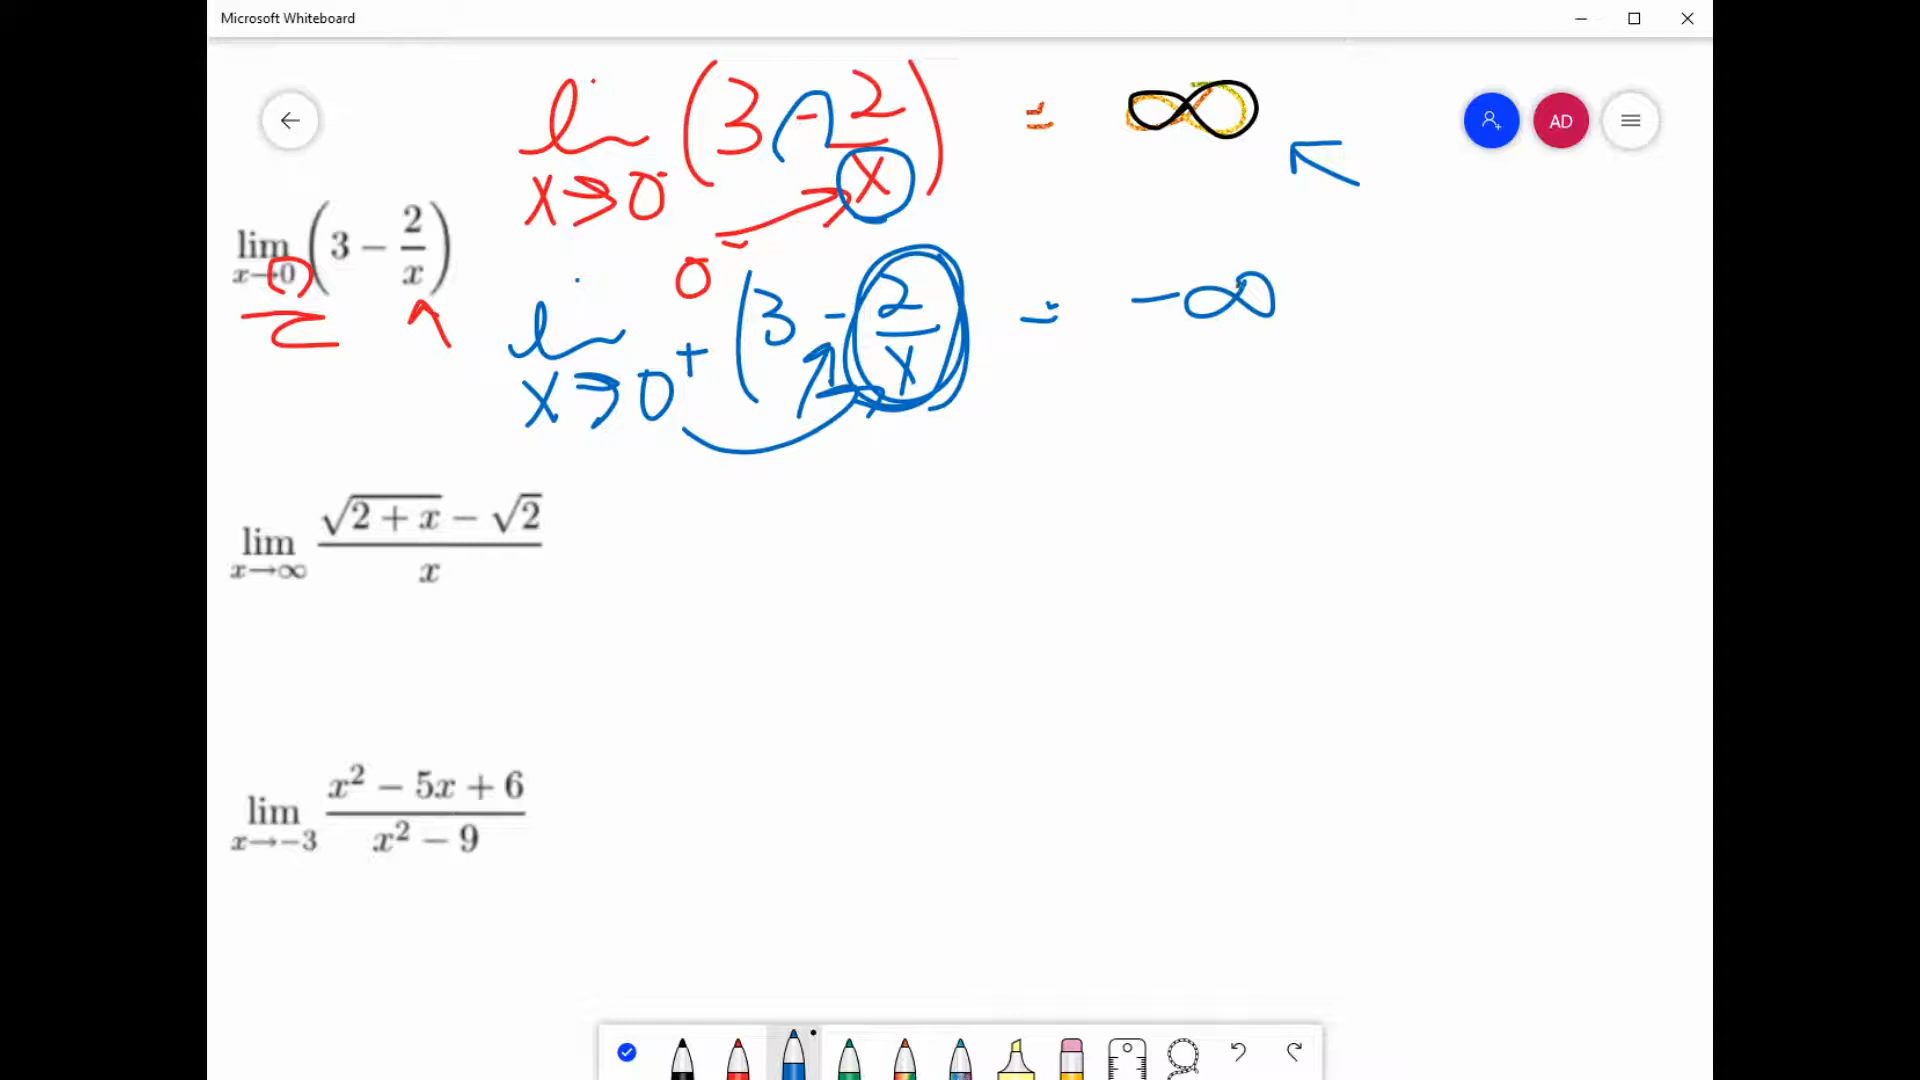 Microsoft Whiteboard
lim x→0⁻ (3 - 2/x) = ∞
AD
lim x→0 (3 − 2/x)
0⁻
lim x→0⁺ (3 - 2/x) = -∞
lim x→∞ (√(2 + x) − √2)/x
lim x→−3 (x² − 5x + 6)/(x² − 9)